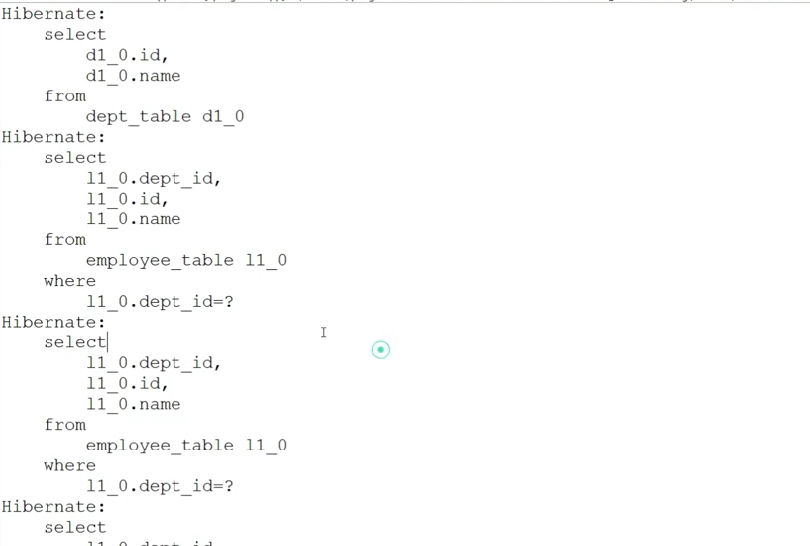 Hibernate:
    select
        d1_0.id,
        d1_0.name
    from
        dept_table d1_0
Hibernate:
    select
        l1_0.dept_id,
        l1_0.id,
        l1_0.name
    from
        employee_table l1_0
    where
        l1_0.dept_id=?
Hibernate:
    select
        l1_0.dept_id,
        l1_0.id,
        l1_0.name
    from
        employee_table l1_0
    where
        l1_0.dept_id=?
Hibernate:
    select